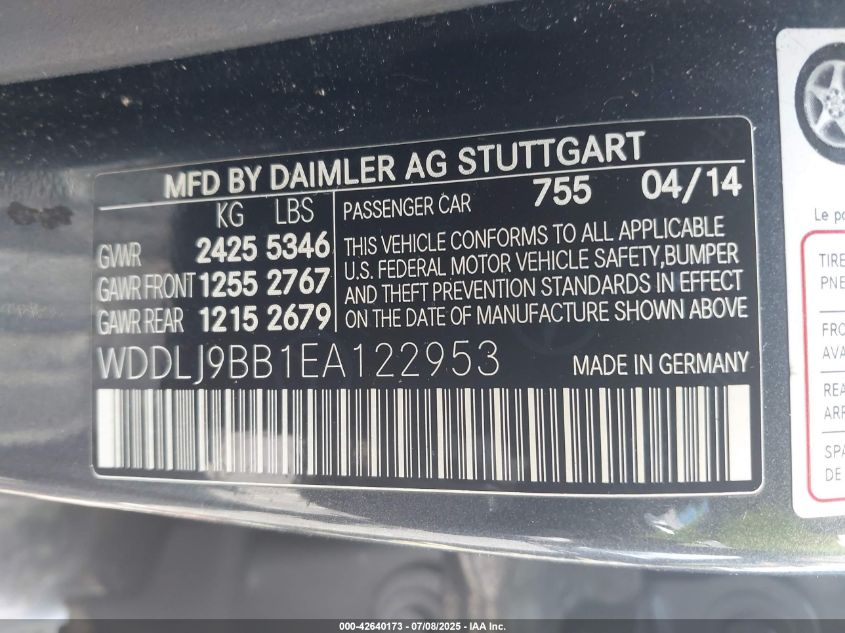 MFD BY DAIMLER AG STUTTGART
KG LBS
GVWR 2425 5346
GAWR FRONT 1255 2767
GAWR REAR 1215 2679
PASSENGER CAR 755 04/14
THIS VEHICLE CONFORMS TO ALL APPLICABLE
U.S. FEDERAL MOTOR VEHICLE SAFETY,BUMPER
AND THEFT PREVENTION STANDARDS IN EFFECT
ON THE DATE OF MANUFACTURE SHOWN ABOVE
WDDLJ9BB1EA122953 MADE IN GERMANY
Le
TIRE
DE
000-42640173 - 07/08/2025 - IAA Inc.